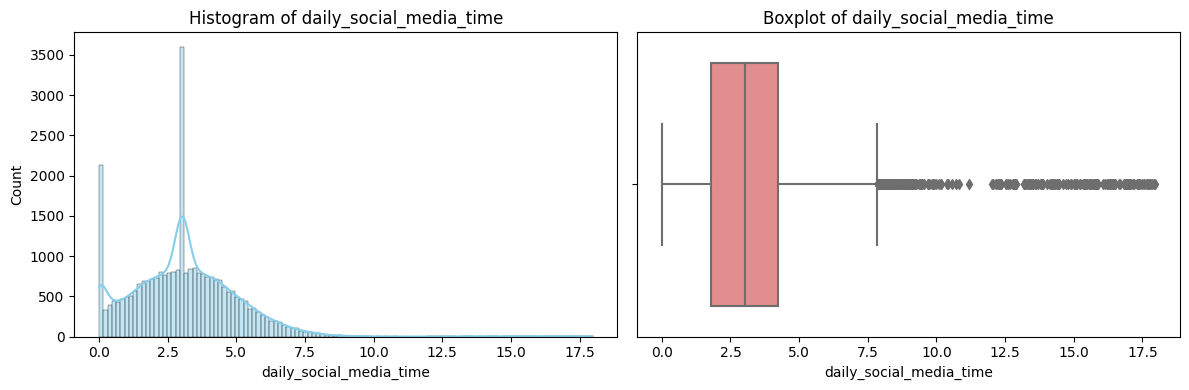 Histogram of daily_social_media_time
Count
3500
3000
2500
2000
1500
1000
500
0
0.0 2.5 5.0 7.5 10.0 12.5 15.0 17.5
daily_social_media_time
Boxplot of daily_social_media_time
0.0 2.5 5.0 7.5 10.0 12.5 15.0 17.5
daily_social_media_time